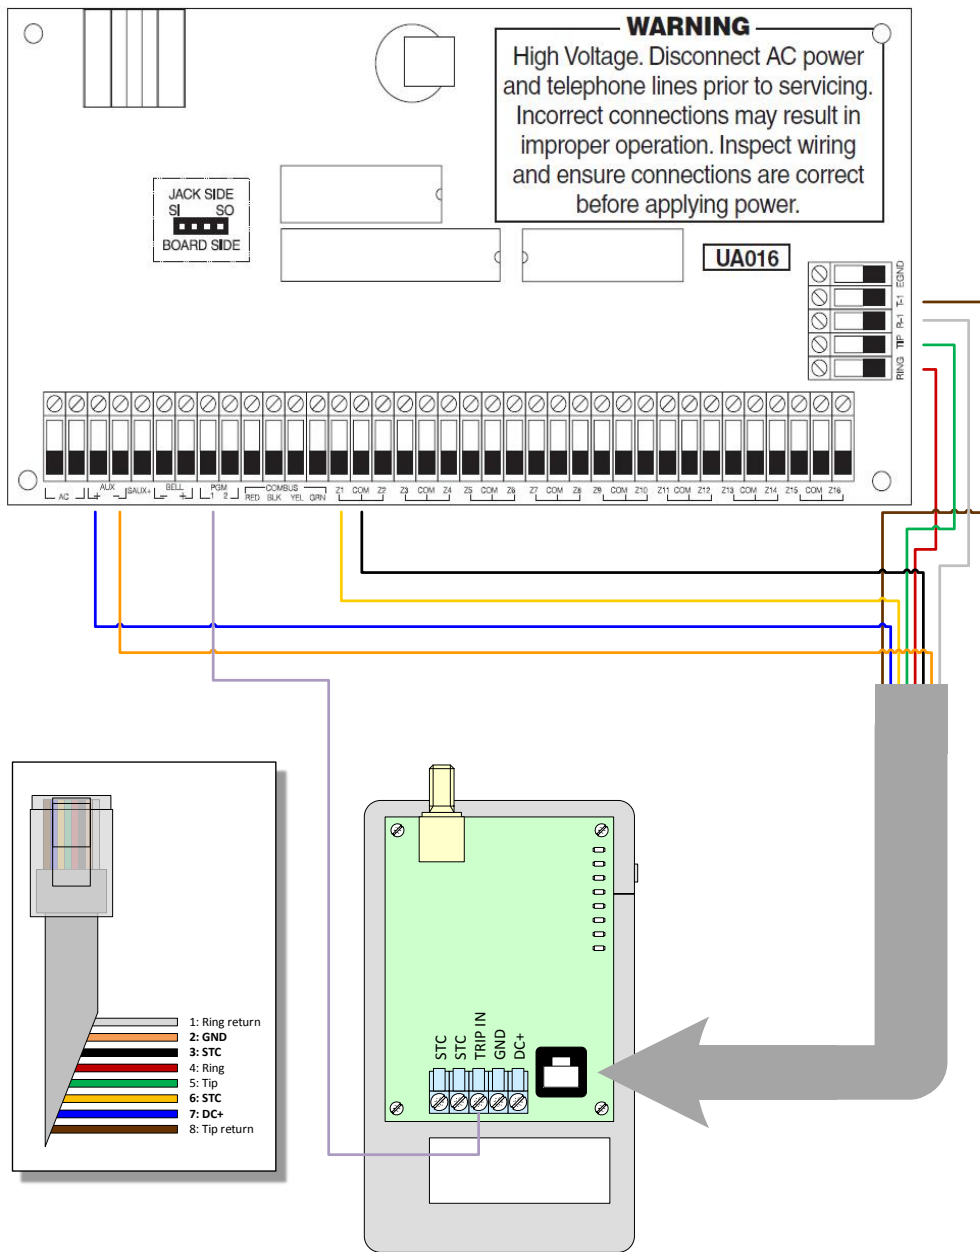 WARNING
High Voltage. Disconnect AC power
and telephone lines prior to servicing.
Incorrect connections may result in
improper operation. Inspect wiring
and ensure connections are correct
before applying power.
JACK SIDE
SI SO
BOARD SIDE
UA016
EGND
T-1
R-1
TIP
RING
AC
AUX
+ -
SAUX+
BELL
- +
PGM
1 2
COMBUS
RED BLK YEL GRN
Z1 COM Z2 Z3 COM Z4 Z5 COM Z6 Z7 COM Z8 Z9 COM Z10 Z11 COM Z12 Z13 COM Z14 Z15 COM Z16
1: Ring return
2: GND
3: STC
4: Ring
5: Tip
6: STC
7: DC+
8: Tip return
STC
STC
TRIP IN
GND
DC+